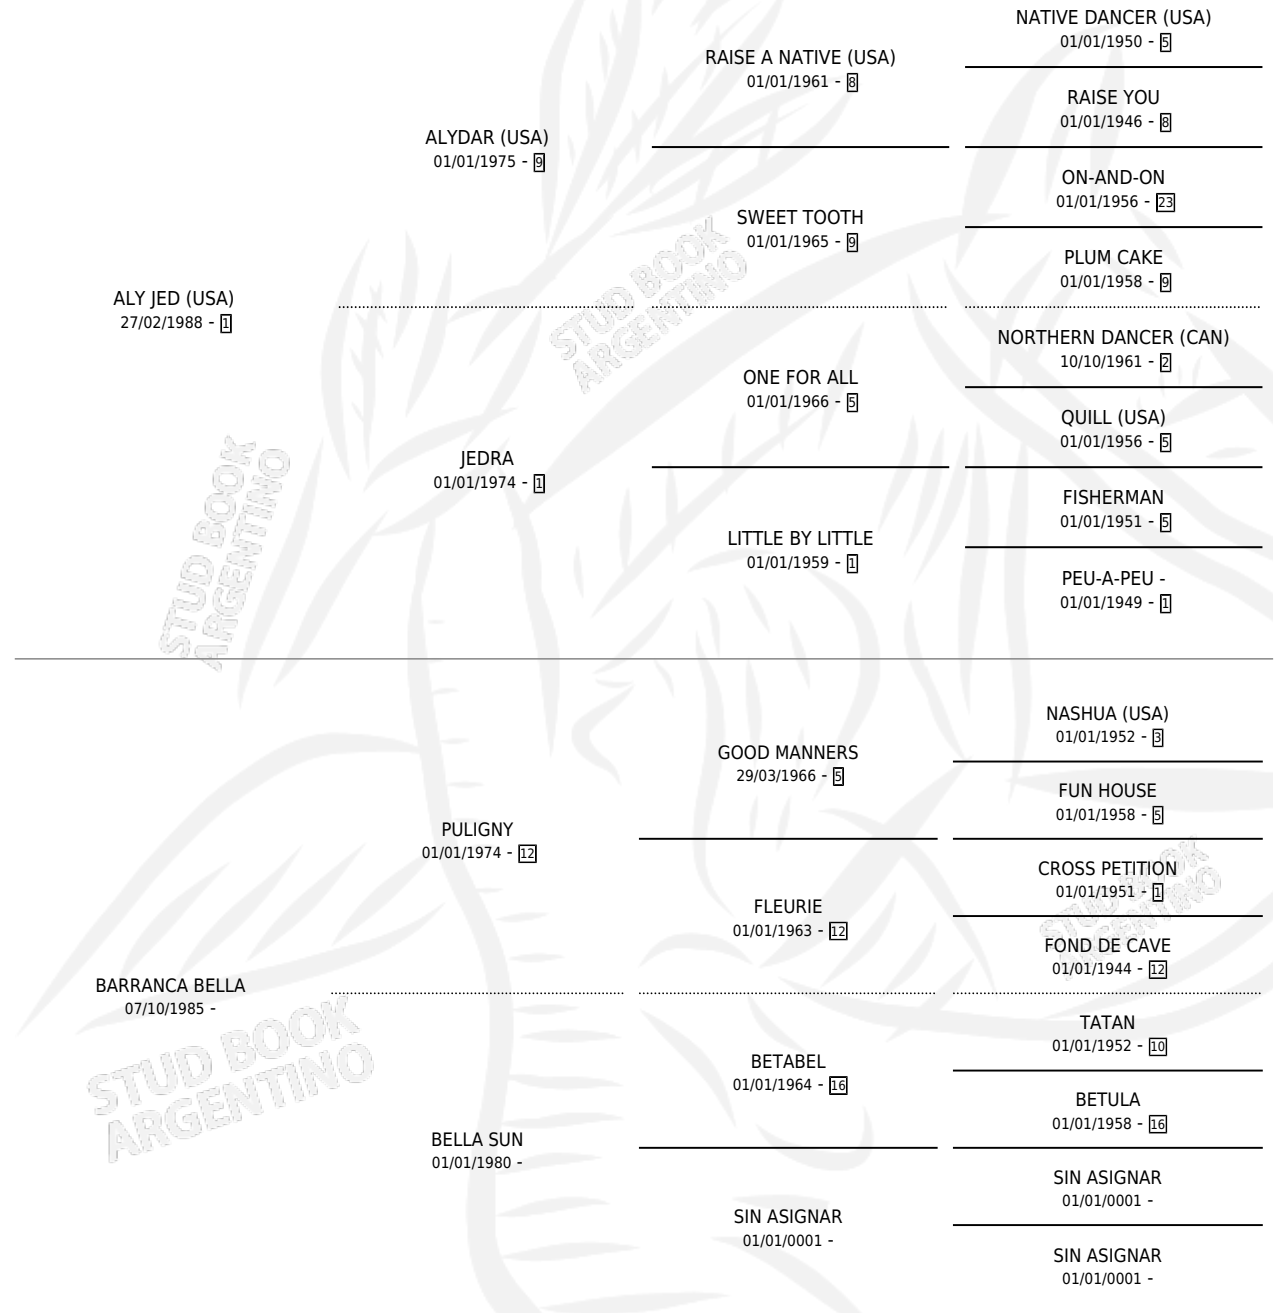 NATIVE DANCER (USA)
01/01/1950 - 5
RAISE A NATIVE (USA)
01/01/1961 - 8
RAISE YOU
01/01/1946 - 8
ALYDAR (USA)
01/01/1975 - 9
ON-AND-ON
01/01/1956 - 23
SWEET TOOTH
01/01/1965 - 9
PLUM CAKE
01/01/1958 - 9
ALY JED (USA)
27/02/1988 - 1
NORTHERN DANCER (CAN)
10/10/1961 - 2
ONE FOR ALL
01/01/1966 - 5
QUILL (USA)
01/01/1956 - 5
JEDRA
01/01/1974 - 1
FISHERMAN
01/01/1951 - 5
LITTLE BY LITTLE
01/01/1959 - 1
PEU-A-PEU -
01/01/1949 - 1
NASHUA (USA)
01/01/1952 - 3
GOOD MANNERS
29/03/1966 - 5
FUN HOUSE
01/01/1958 - 5
PULIGNY
01/01/1974 - 12
CROSS PETITION
01/01/1951 - 1
FLEURIE
01/01/1963 - 12
FOND DE CAVE
01/01/1944 - 12
BARRANCA BELLA
07/10/1985 -
TATAN
01/01/1952 - 10
BETABEL
01/01/1964 - 16
BETULA
01/01/1958 - 16
BELLA SUN
01/01/1980 -
SIN ASIGNAR
01/01/0001 -
SIN ASIGNAR
01/01/0001 -
SIN ASIGNAR
01/01/0001 -
STUD BOOK
ARGENTINO
STUD BOOK
ARGENTINO
STUD BOOK
ARGENTINO
STUD BOOK
ARGENTINO